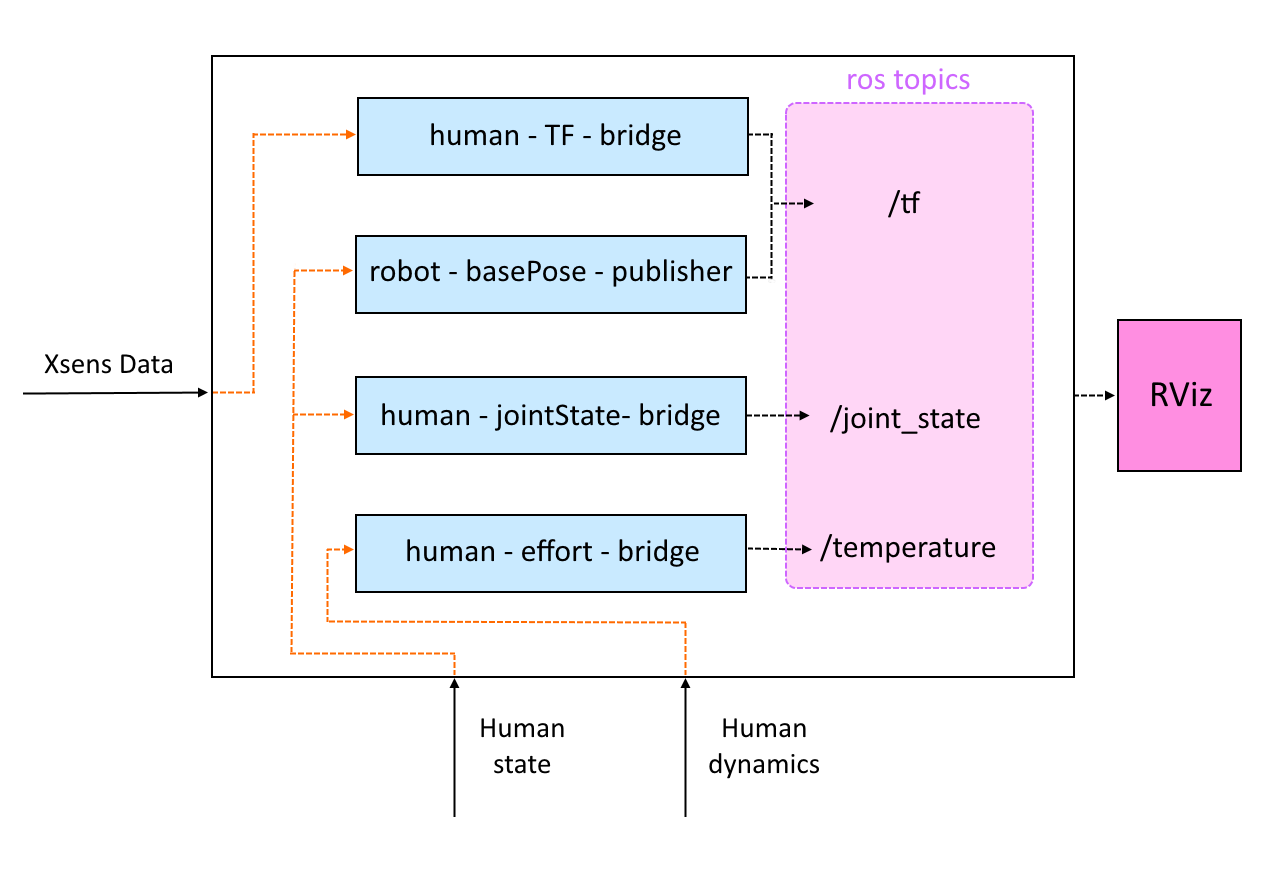 ros topics
human - TF - bridge
/tf
robot - basePose - publisher
Xsens Data
human - jointState- bridge
/joint_state
RViz
human - effort - bridge
/temperature
Human
state
Human
dynamics